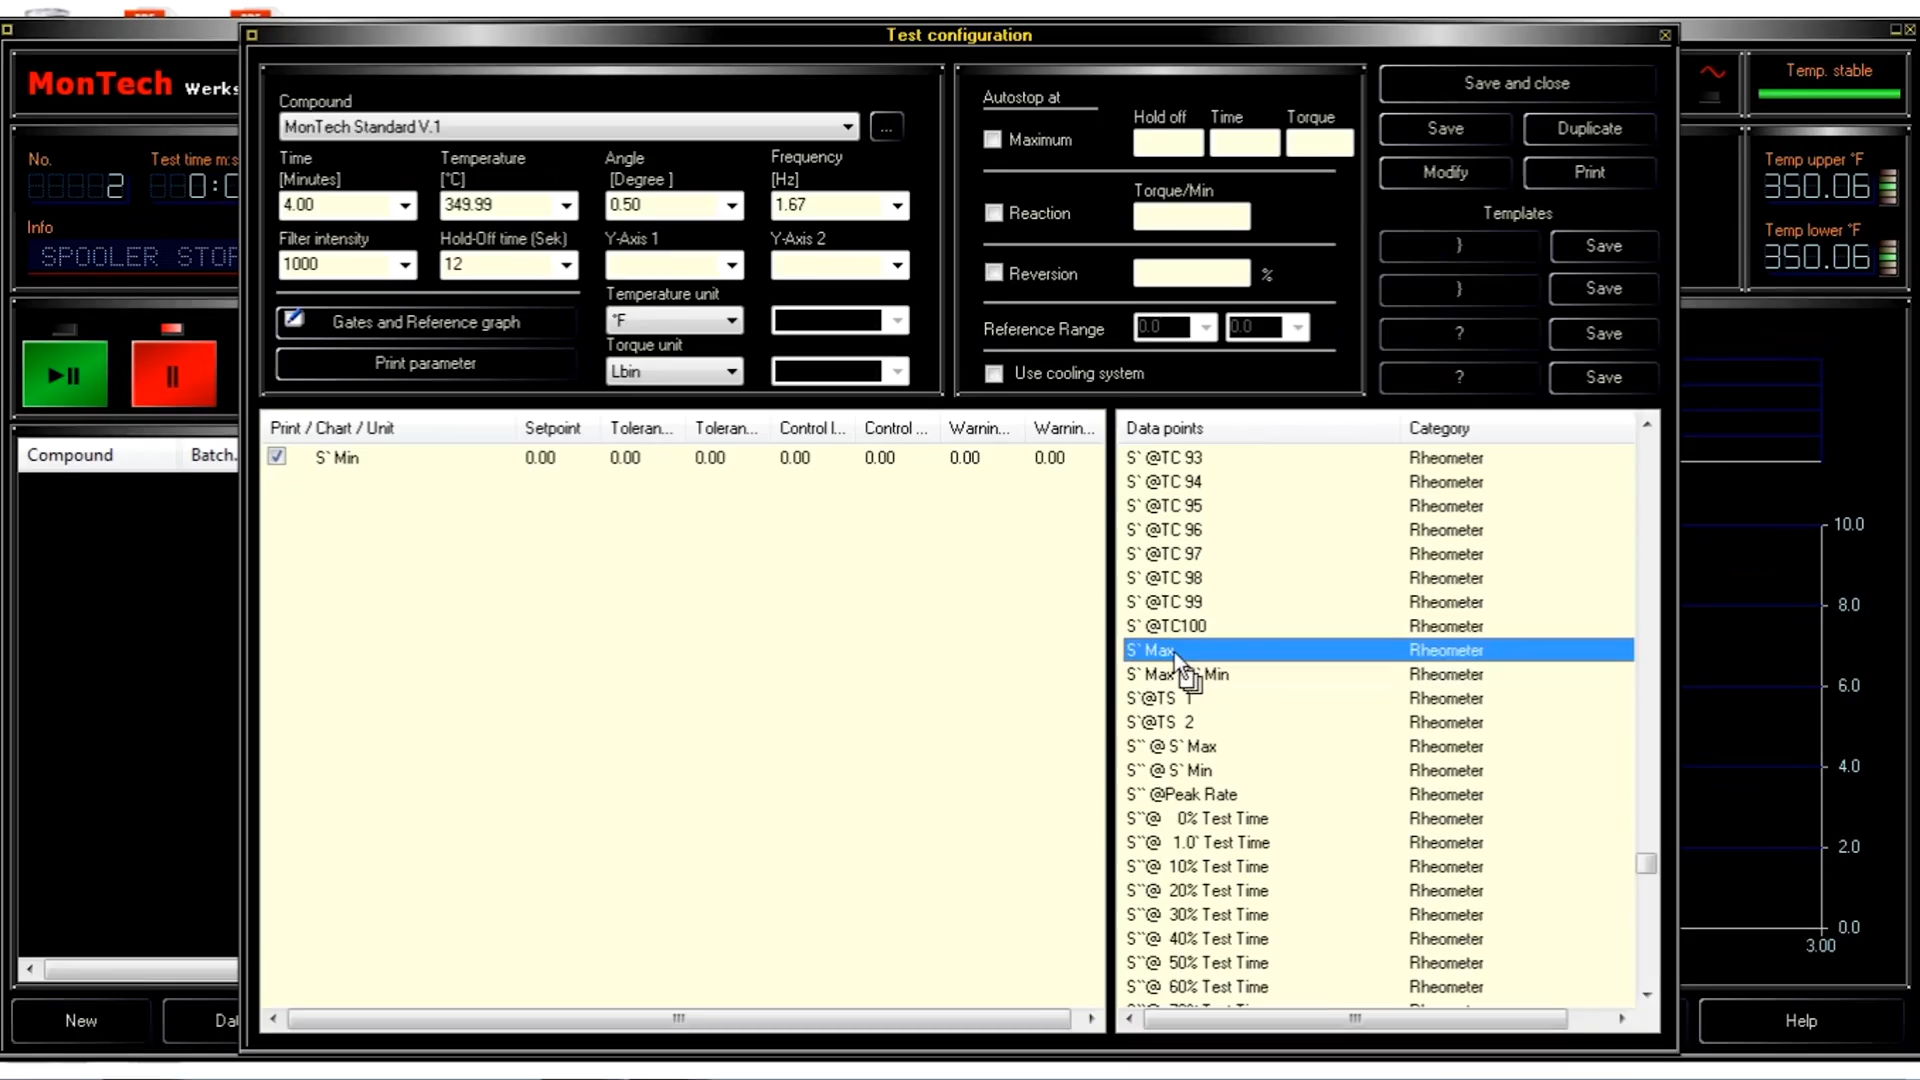 Test configuration
MonTech Werks
Temp. stable
No.
Test time m:s
2
0:0
Info
SPOOLER STOP
Temp upper °F
350.06
Temp lower °F
350.06
Compound
MonTech Standard V.1
...
Time
[Minutes]
Temperature
[°C]
Angle
[Degree ]
Frequency
[Hz]
4.00
349.99
0.50
1.67
Filter intensity
Hold-Off time (Sek)
Y-Axis 1
Y-Axis 2
1000
12
Temperature unit
°F
Gates and Reference graph
Torque unit
Print parameter
Lbin
Autostop at
Hold off
Time
Torque
Maximum
Torque/Min
Reaction
Reversion
%
Reference Range
0.0
0.0
Use cooling system
Save and close
Save
Duplicate
Modify
Print
Templates
}
Save
}
Save
?
Save
?
Save
Compound
Batch.
Print / Chart / Unit
Setpoint
Toleran...
Toleran...
Control l...
Control ...
Warnin...
Warnin...
S` Min
0.00
0.00
0.00
0.00
0.00
0.00
0.00
Data points
Category
S` @TC 93 Rheometer
S` @TC 94 Rheometer
S` @TC 95 Rheometer
S` @TC 96 Rheometer
S` @TC 97 Rheometer
S` @TC 98 Rheometer
S` @TC 99 Rheometer
S` @TC100 Rheometer
S` Max Rheometer
S` Max Min Rheometer
S`@TS 1 Rheometer
S`@TS 2 Rheometer
S`` @ S` Max Rheometer
S`` @ S` Min Rheometer
S`` @Peak Rate Rheometer
S``@ 0% Test Time Rheometer
S``@ 1.0` Test Time Rheometer
S``@ 10% Test Time Rheometer
S``@ 20% Test Time Rheometer
S``@ 30% Test Time Rheometer
S``@ 40% Test Time Rheometer
S``@ 50% Test Time Rheometer
S``@ 60% Test Time Rheometer
10.0
8.0
6.0
4.0
2.0
0.0
3.00
New
Dat
Help